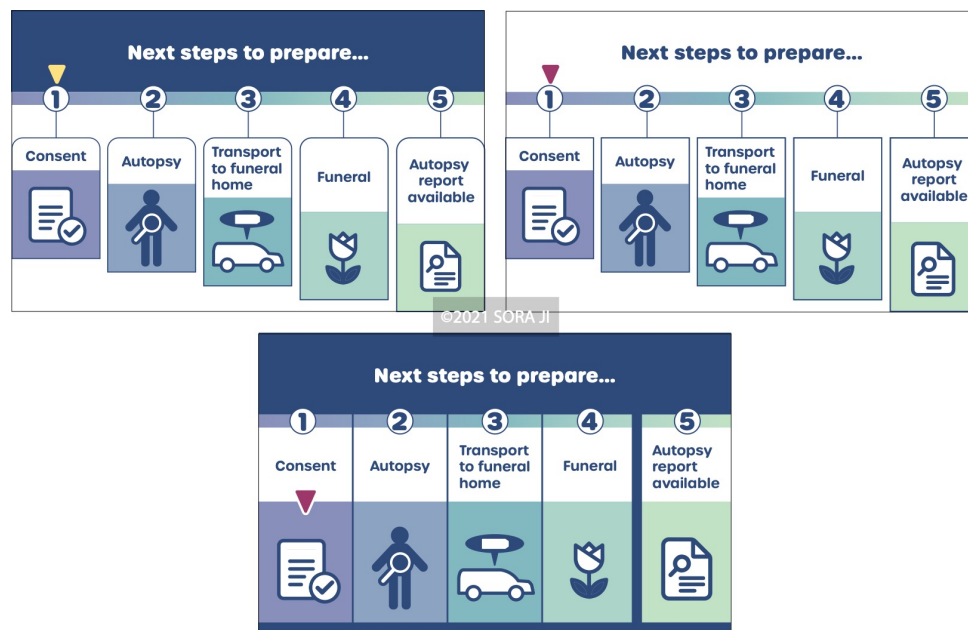 Next steps to prepare...
1 2 3 4 5
Consent
Autopsy
Transport
to funeral
home
Funeral
Autopsy
report
available
Next steps to prepare...
1 2 3 4 5
Consent
Autopsy
Transport
to funeral
home
Funeral
Autopsy
report
available
©2021 SORA JI
Next steps to prepare...
1 2 3 4 5
Consent
Autopsy
Transport
to funeral
home
Funeral
Autopsy
report
available